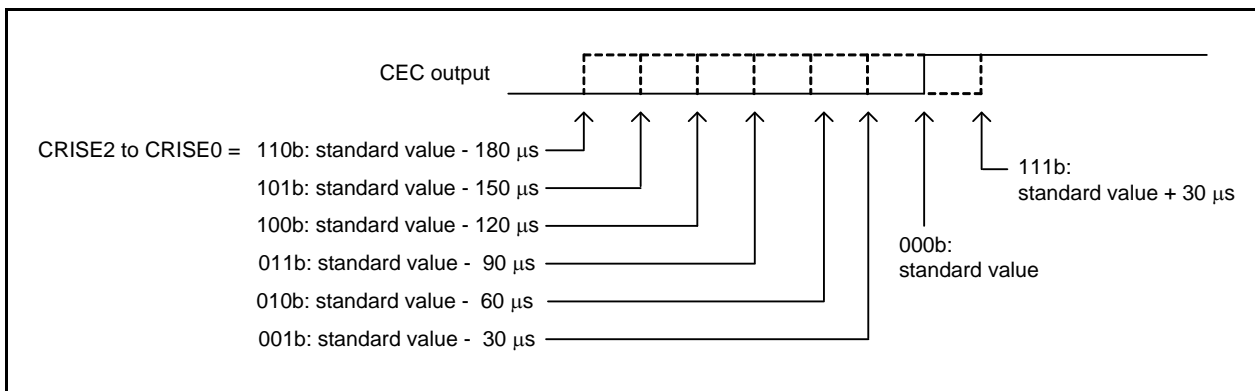 CEC output
CRISE2 to CRISE0 = 110b: standard value - 180 μs
101b: standard value - 150 μs
100b: standard value - 120 μs
011b: standard value - 90 μs
010b: standard value - 60 μs
001b: standard value - 30 μs
000b:
standard value
111b:
standard value + 30 μs